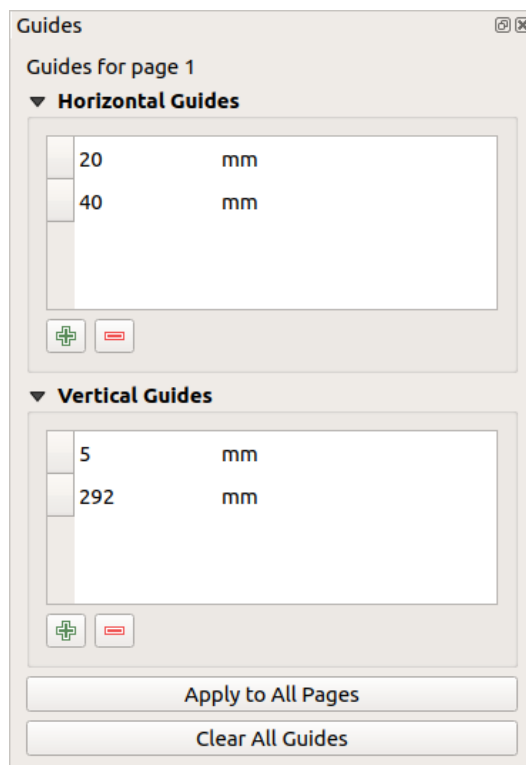 Guides
Guides for page 1
Horizontal Guides
20 mm
40 mm
Vertical Guides
5 mm
292 mm
Apply to All Pages
Clear All Guides